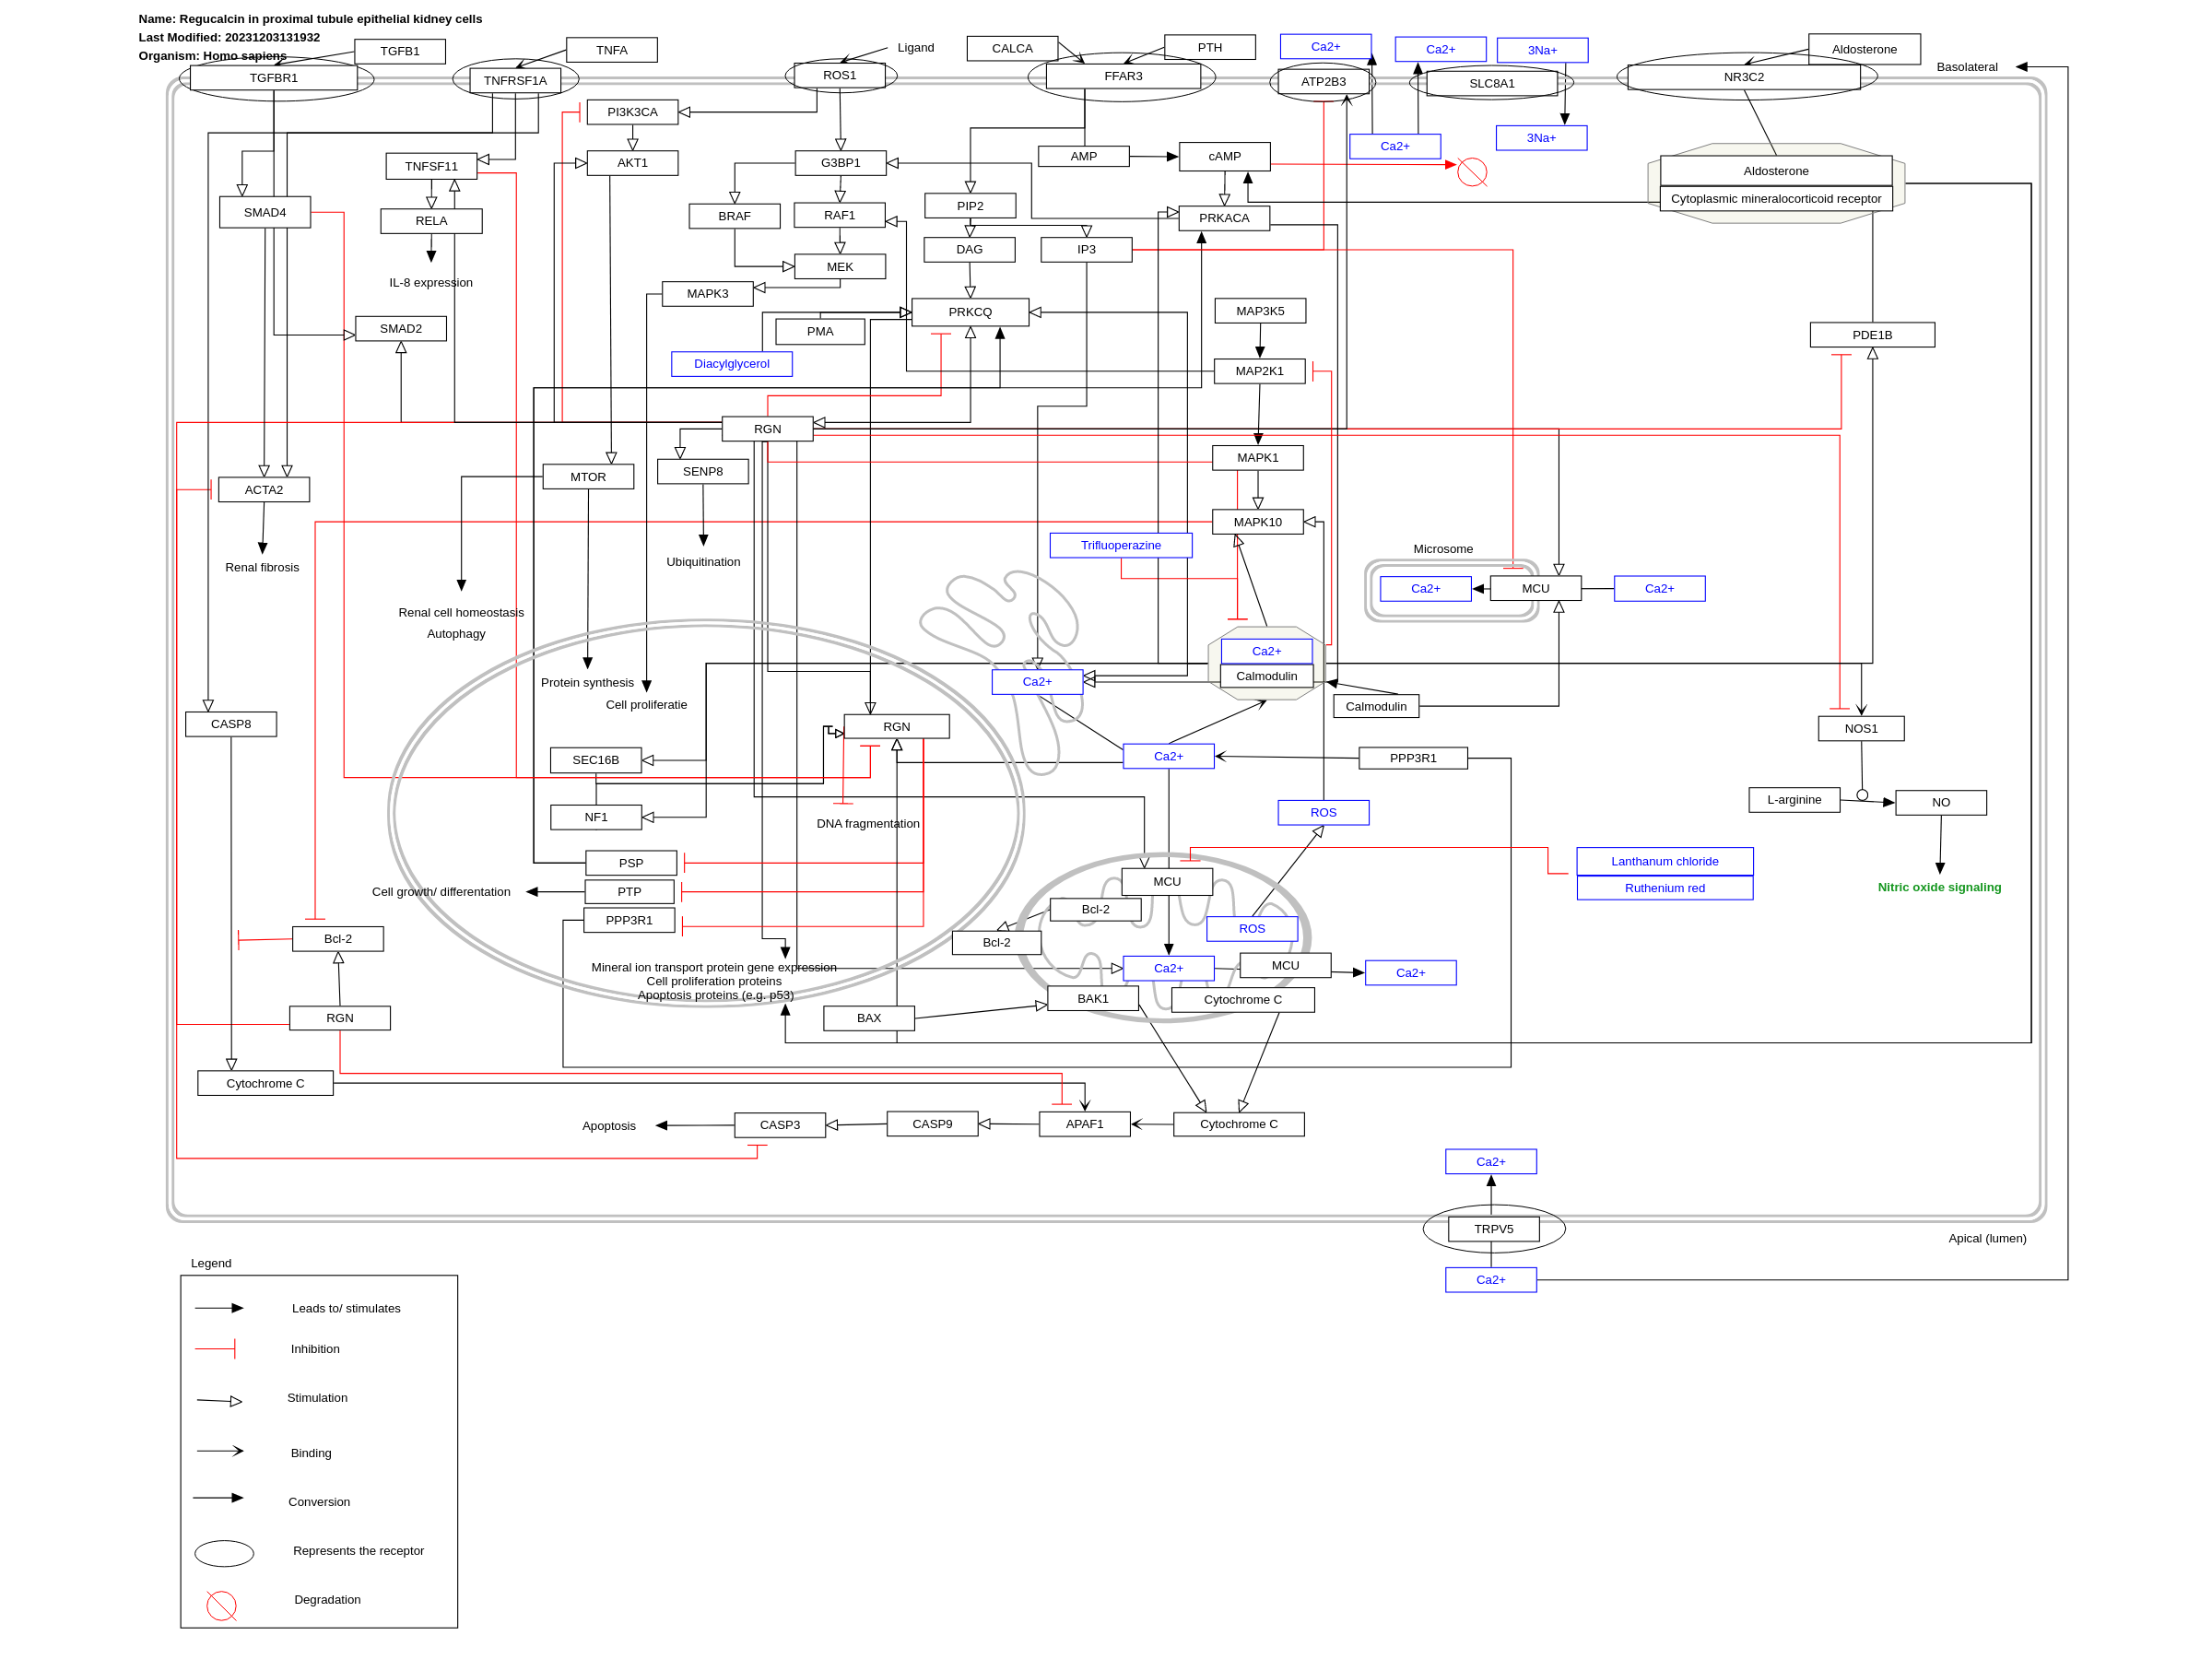 Name: Regucalcin in proximal tubule epithelial kidney cells
Last Modified: 20231203131932
Organism: Homo sapiens
TGFB1
TNFA
Ligand
CALCA
PTH
Ca2+
Ca2+
3Na+
Aldosterone
Basolateral
TGFBR1
TNFRSF1A
ROS1
FFAR3
ATP2B3
SLC8A1
NR3C2
PI3K3CA
3Na+
Ca2+
TNFSF11
AKT1
G3BP1
AMP
cAMP
Aldosterone
Cytoplasmic mineralocorticoid receptor
SMAD4
RELA
BRAF
RAF1
PIP2
PRKACA
DAG
IP3
MEK
IL-8 expression
MAPK3
PRKCQ
MAP3K5
SMAD2
PMA
PDE1B
Diacylglycerol
MAP2K1
RGN
MAPK1
SENP8
MTOR
ACTA2
MAPK10
Trifluoperazine
Microsome
Renal fibrosis
Ubiquitination
Ca2+
MCU
Ca2+
Renal cell homeostasis
Autophagy
Ca2+
Calmodulin
Protein synthesis
Ca2+
Cell proliferatie
Calmodulin
CASP8
RGN
NOS1
SEC16B
Ca2+
PPP3R1
L-arginine
NO
NF1
ROS
DNA fragmentation
PSP
Lanthanum chloride
Ruthenium red
Nitric oxide signaling
MCU
Cell growth/ differentation
PTP
Bcl-2
PPP3R1
ROS
Bcl-2
Bcl-2
Mineral ion transport protein gene expression
Cell proliferation proteins
Apoptosis proteins (e.g. p53)
Ca2+
MCU
Ca2+
BAK1
Cytochrome C
RGN
BAX
Cytochrome C
Apoptosis
CASP3
CASP9
APAF1
Cytochrome C
Ca2+
TRPV5
Apical (lumen)
Ca2+
Legend
Leads to/ stimulates
Inhibition
Stimulation
Binding
Conversion
Represents the receptor
Degradation